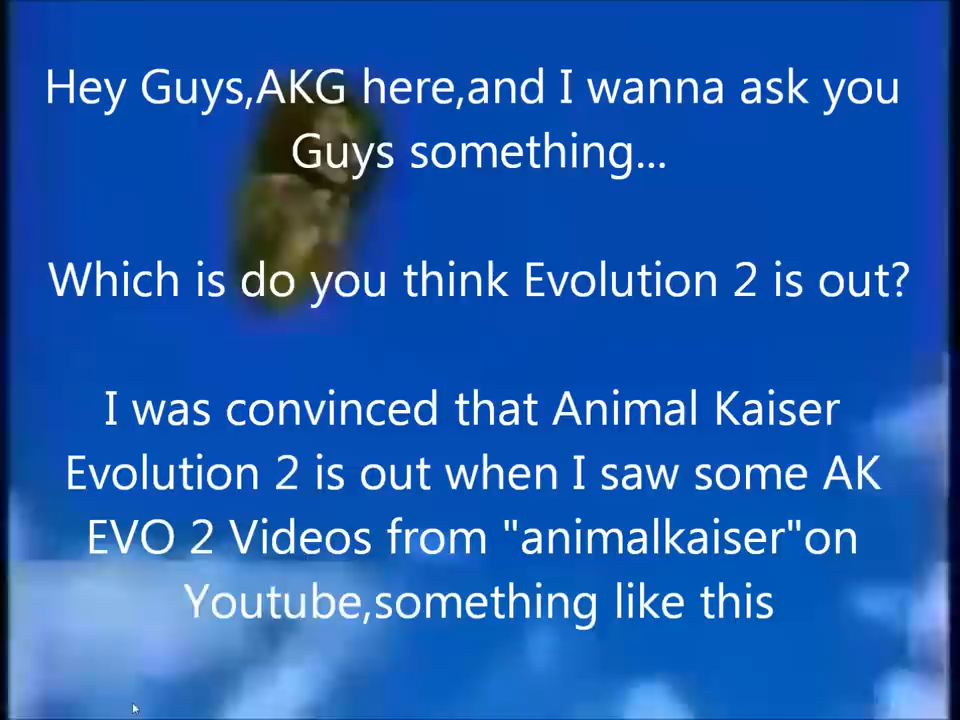 Hey Guys,AKG here,and I wanna ask you
Guys something...
Which is do you think Evolution 2 is out?
I was convinced that Animal Kaiser
Evolution 2 is out when I saw some AK
EVO 2 Videos from "animalkaiser"on
Youtube,something like this